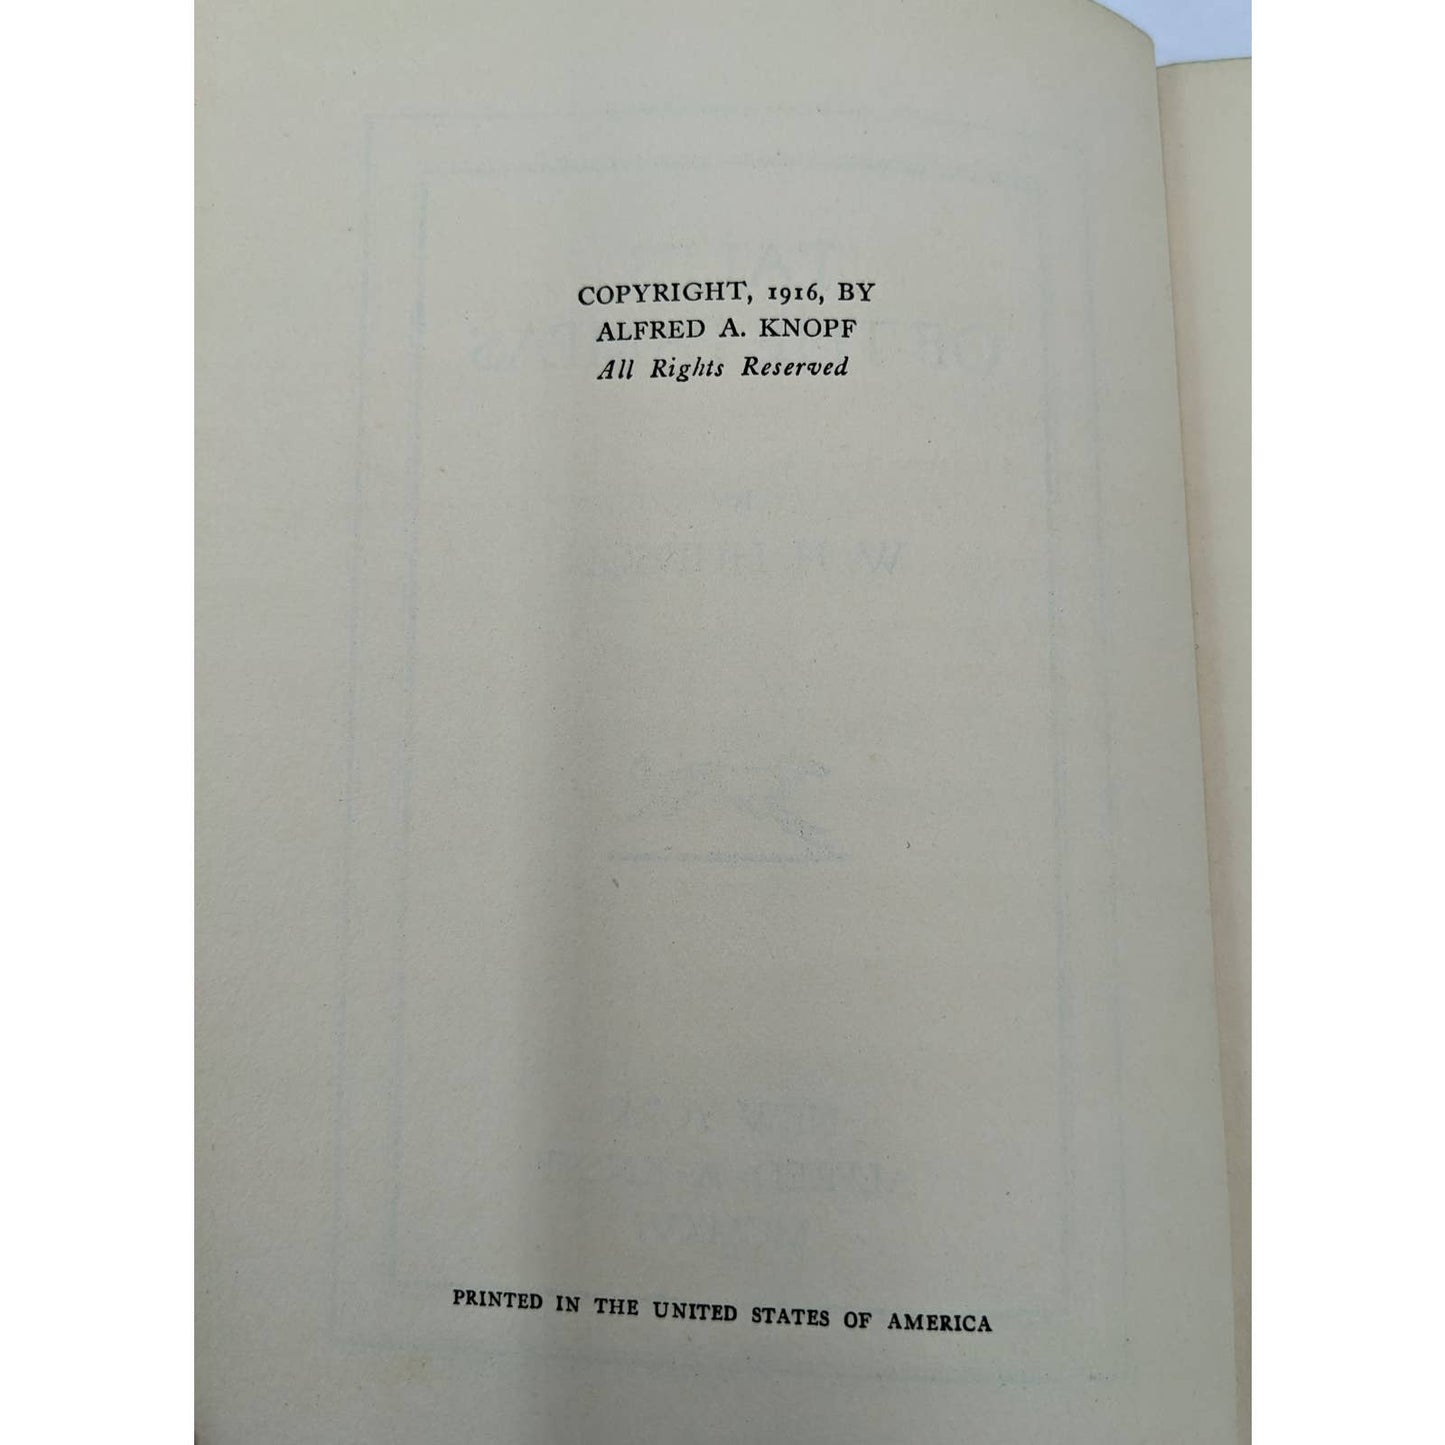 COPYRIGHT, 1916, BY
ALFRED A. KNOPF
All Rights Reserved
PRINTED IN THE UNITED STATES OF AMERICA